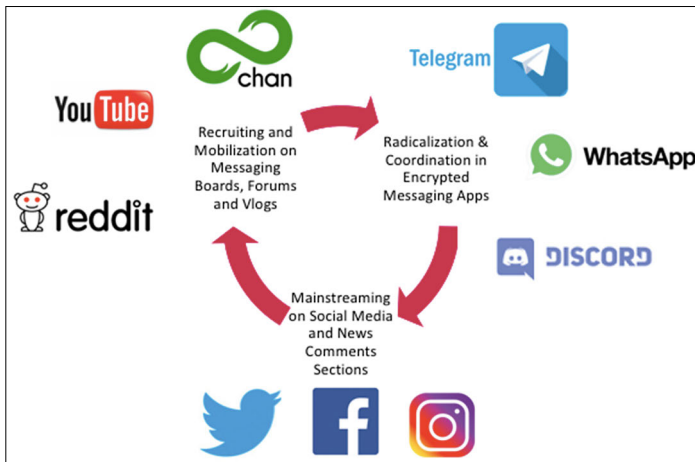 chan
Telegram
YouTube
Recruiting and
Mobilization on
Messaging
Boards, Forums
and Vlogs
Radicalization &
Coordination in
Encrypted
Messaging Apps
WhatsApp
reddit
DISCORD
Mainstreaming
on Social Media
and News
Comments
Sections